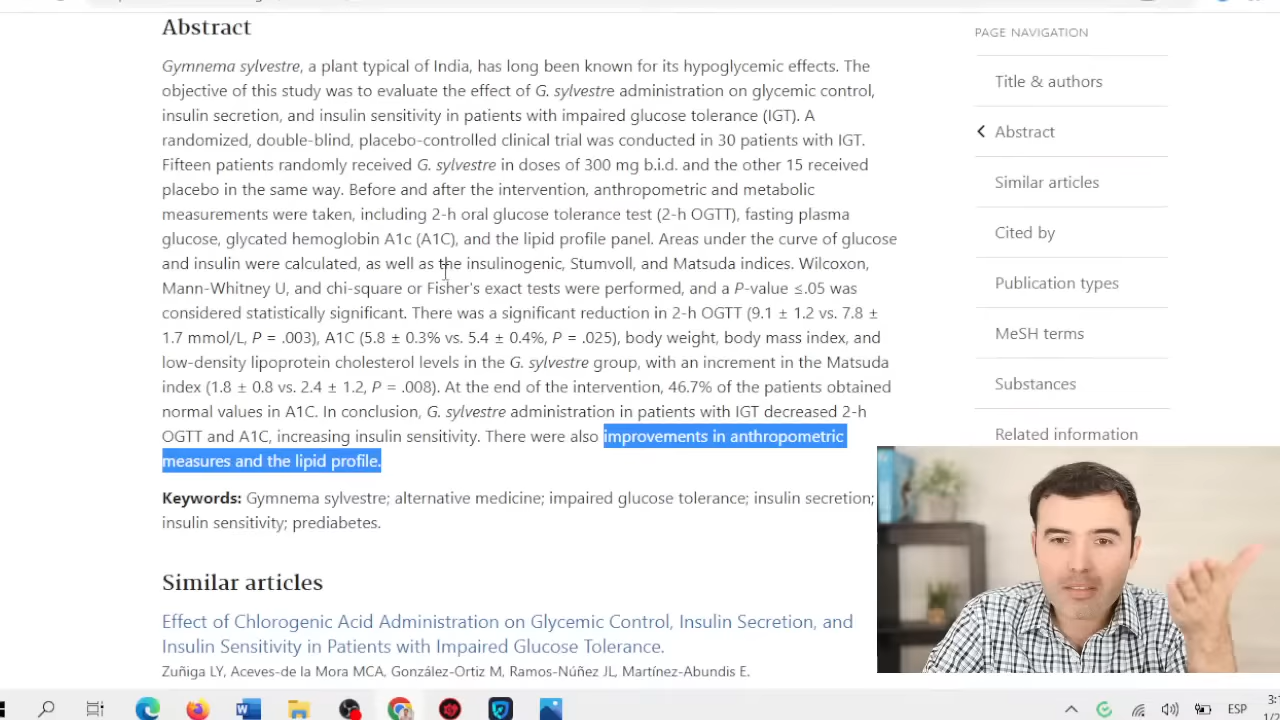 Abstract
Gymnema sylvestre, a plant typical of India, has long been known for its hypoglycemic effects. The
objective of this study was to evaluate the effect of G. sylvestre administration on glycemic control,
insulin secretion, and insulin sensitivity in patients with impaired glucose tolerance (IGT). A
randomized, double-blind, placebo-controlled clinical trial was conducted in 30 patients with IGT.
Fifteen patients randomly received G. sylvestre in doses of 300 mg b.i.d. and the other 15 received
placebo in the same way. Before and after the intervention, anthropometric and metabolic
measurements were taken, including 2-h oral glucose tolerance test (2-h OGTT), fasting plasma
glucose, glycated hemoglobin A1c (A1C), and the lipid profile panel. Areas under the curve of glucose
and insulin were calculated, as well as the insulinogenic, Stumvoll, and Matsuda indices. Wilcoxon,
Mann-Whitney U, and chi-square or Fisher's exact tests were performed, and a P-value ≤.05 was
considered statistically significant. There was a significant reduction in 2-h OGTT (9.1 ± 1.2 vs. 7.8 ±
1.7 mmol/L, P = .003), A1C (5.8 ± 0.3% vs. 5.4 ± 0.4%, P = .025), body weight, body mass index, and
low-density lipoprotein cholesterol levels in the G. sylvestre group, with an increment in the Matsuda
index (1.8 ± 0.8 vs. 2.4 ± 1.2, P = .008). At the end of the intervention, 46.7% of the patients obtained
normal values in A1C. In conclusion, G. sylvestre administration in patients with IGT decreased 2-h
OGTT and A1C, increasing insulin sensitivity. There were also improvements in anthropometric
measures and the lipid profile.
Keywords: Gymnema sylvestre; alternative medicine; impaired glucose tolerance; insulin secretion;
insulin sensitivity; prediabetes.
Similar articles
Effect of Chlorogenic Acid Administration on Glycemic Control, Insulin Secretion, and
Insulin Sensitivity in Patients with Impaired Glucose Tolerance.
Zuñiga LY, Aceves-de la Mora MCA, González-Ortiz M, Ramos-Núñez JL, Martínez-Abundis E.
PAGE NAVIGATION
Title & authors
Abstract
Similar articles
Cited by
Publication types
MeSH terms
Substances
Related information
ESP